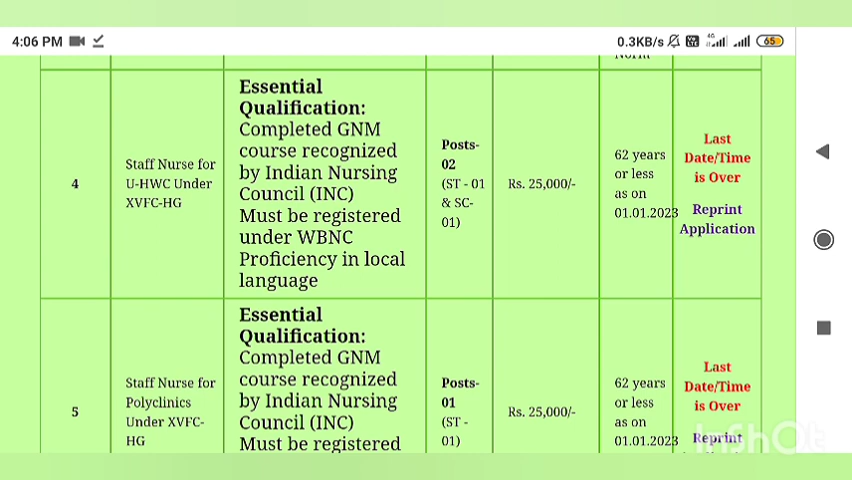 4:06 PM
0.3KB/s
4G
65
4
Staff Nurse for
U-HWC Under
XVFC-HG
Essential
Qualification:
Completed GNM
course recognized
by Indian Nursing
Council (INC)
Must be registered
under WBNC
Proficiency in local
language
Posts-
02
(ST - 01
& SC-
01)
Rs. 25,000/-
62 years
or less
as on
01.01.2023
Last
Date/Time
is Over
Reprint
Application
5
Staff Nurse for
Polyclinics
Under XVFC-
HG
Essential
Qualification:
Completed GNM
course recognized
by Indian Nursing
Council (INC)
Must be registered
Posts-
01
(ST -
01)
Rs. 25,000/-
62 years
or less
as on
01.01.2023
Last
Date/Time
is Over
Reprint
InShOt